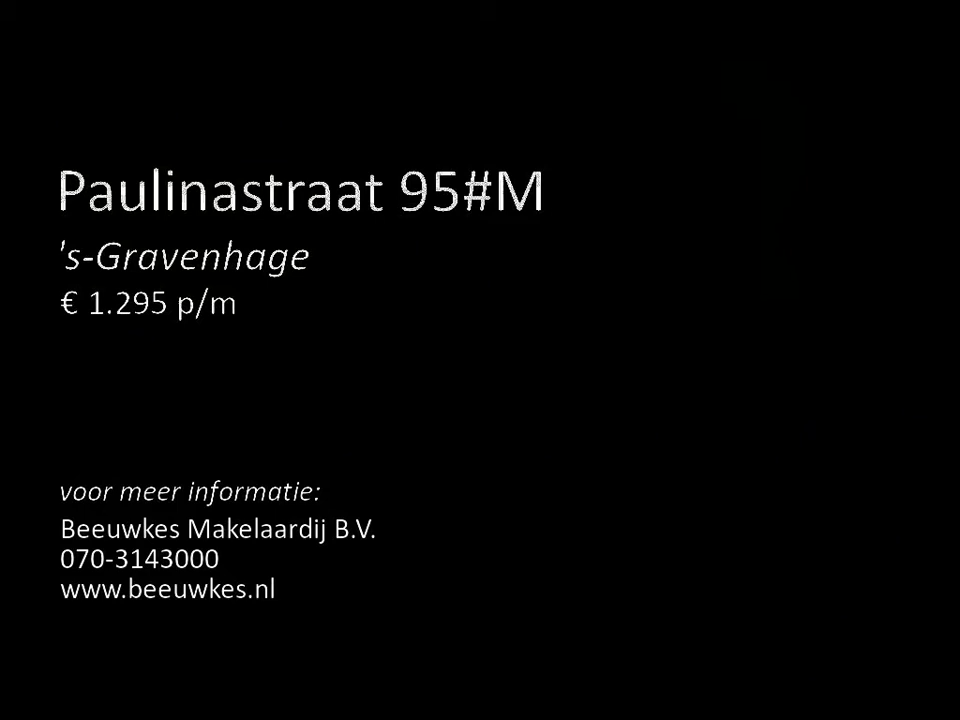 Paulinastraat 95#M
's-Gravenhage
€ 1.295 p/m
voor meer informatie:
Beeuwkes Makelaardij B.V.
070-3143000
www.beeuwkes.nl